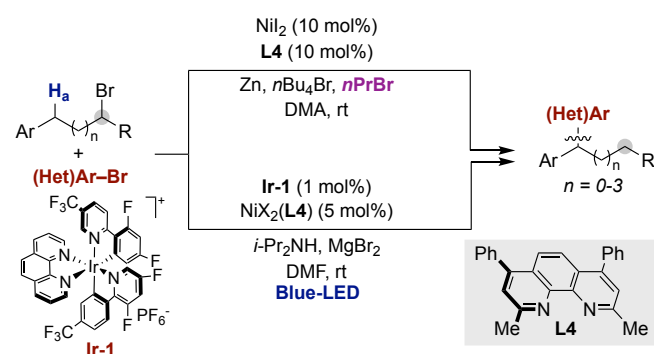 NiI2 (10 mol%)
L4 (10 mol%)
Zn, nBu4Br, nPrBr
DMA, rt
Ha
Br
Ar
n
R
+
(Het)Ar–Br
Ir-1 (1 mol%)
NiX2(L4) (5 mol%)
i-Pr2NH, MgBr2
DMF, rt
Blue-LED
(Het)Ar
Ar
n
R
n = 0-3
F3C
F
+
N
N
F
Ir
N
N
F
F
F3C
PF6-
Ir-1
Ph
Ph
N
N
Me
L4
Me